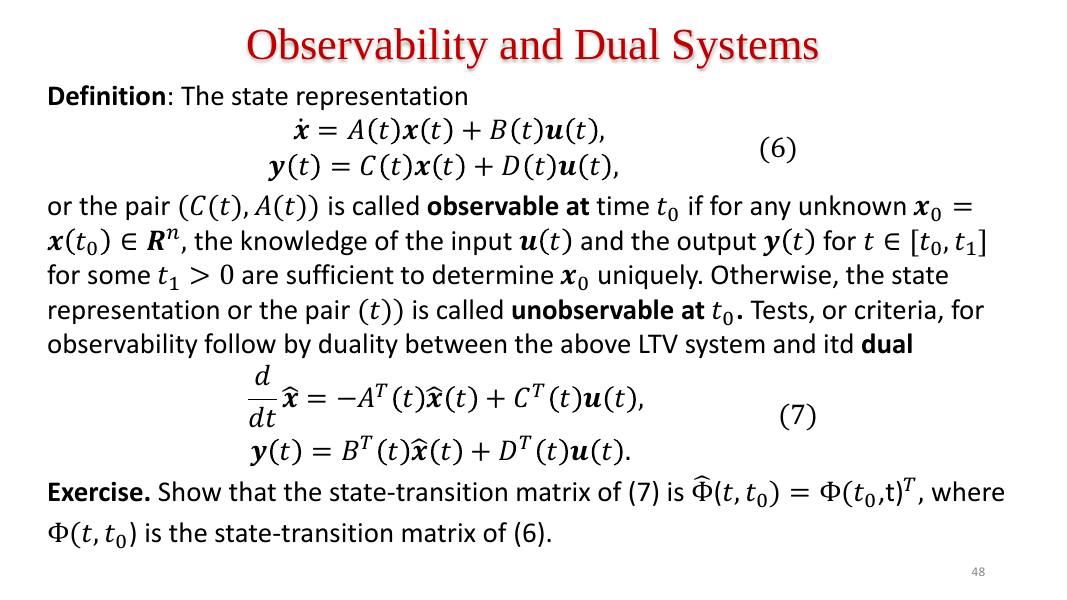 Observability and Dual Systems
Definition: The state representation
𝒙̇ = A(t)𝒙(t) + B(t)𝒖(t),
(6)
𝒚(t) = C(t)𝒙(t) + D(t)𝒖(t),
or the pair (C(t), A(t)) is called observable at time t₀ if for any unknown 𝒙₀ =
𝒙(t₀) ∈ 𝑹ⁿ, the knowledge of the input 𝒖(t) and the output 𝒚(t) for t ∈ [t₀, t₁]
for some t₁ > 0 are sufficient to determine 𝒙₀ uniquely. Otherwise, the state
representation or the pair (t)) is called unobservable at t₀. Tests, or criteria, for
observability follow by duality between the above LTV system and itd dual
d/dt 𝒙̂ = −Aᵀ(t)𝒙̂(t) + Cᵀ(t)𝒖(t),
(7)
𝒚(t) = Bᵀ(t)𝒙̂(t) + Dᵀ(t)𝒖(t).
Exercise. Show that the state-transition matrix of (7) is Φ̂(t, t₀) = Φ(t₀,t)ᵀ, where
Φ(t, t₀) is the state-transition matrix of (6).
48